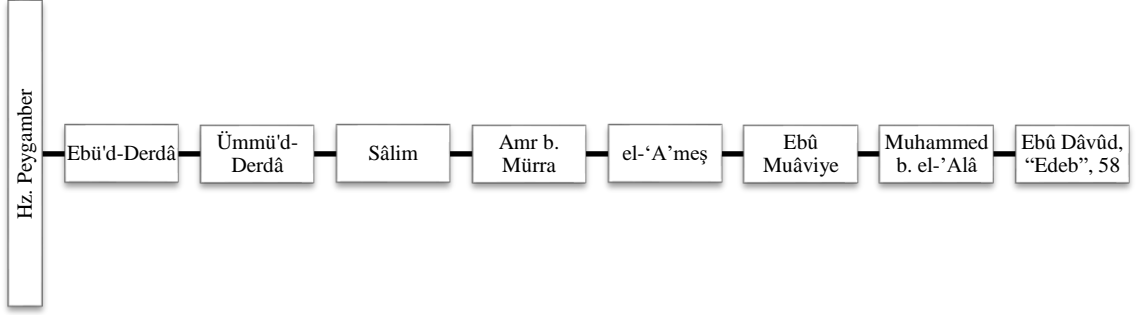 Hz. Peygamber
Ebü'd-Derdâ
Ümmü'd-
Derdâ
Sâlim
Amr b.
Mürra
el-‘A’meş
Ebû
Muâviye
Muhammed
b. el-’Alâ
Ebû Dâvûd,
“Edeb”, 58